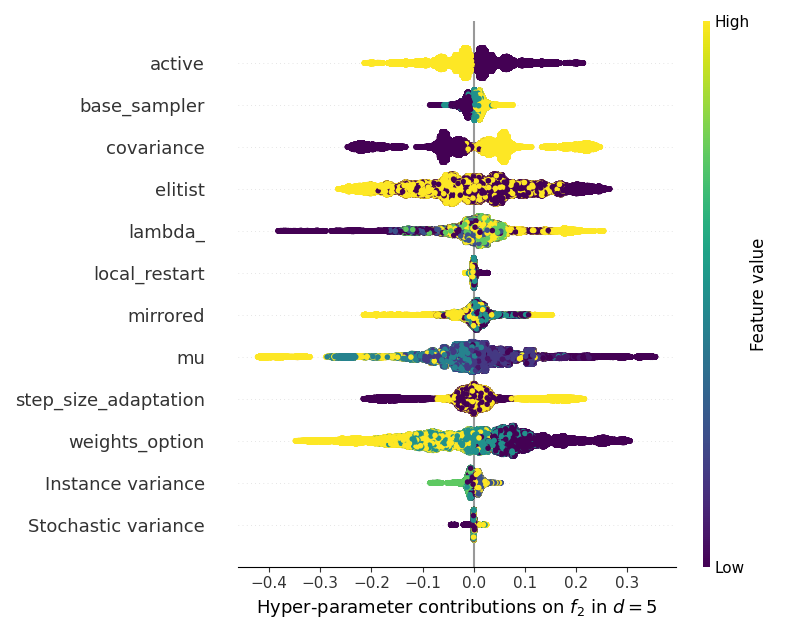 High
active
base_sampler
covariance
elitist
lambda_
local_restart
mirrored
mu
step_size_adaptation
weights_option
Instance variance
Stochastic variance
Feature value
Low
−0.4 −0.3 −0.2 −0.1 0.0 0.1 0.2 0.3
Hyper-parameter contributions on f₂ in d = 5